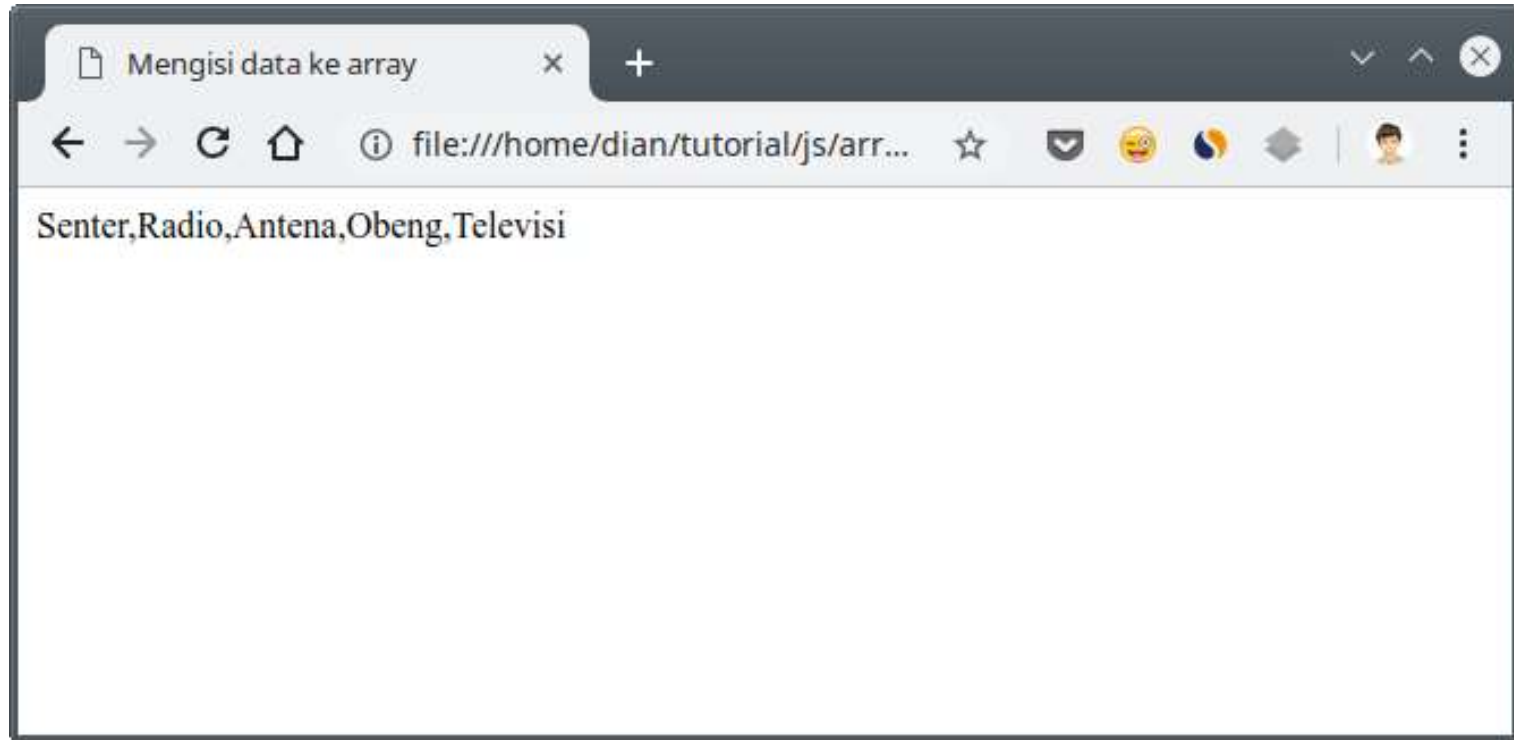 Mengisi data ke array
file:///home/dian/tutorial/js/arr...
Senter,Radio,Antena,Obeng,Televisi